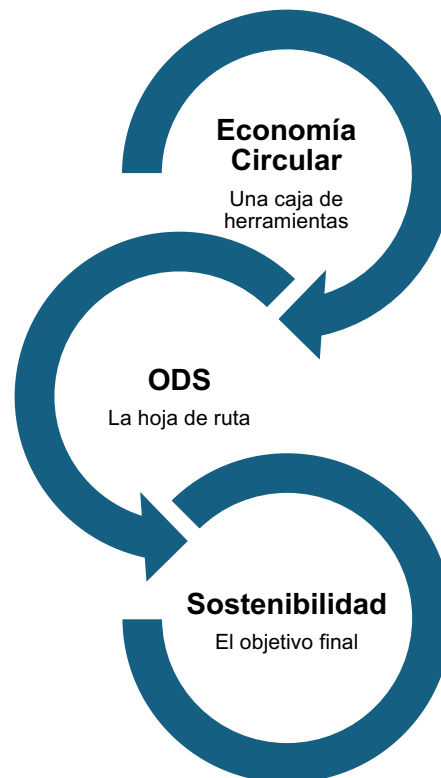 Economía
Circular
Una caja de
herramientas
ODS
La hoja de ruta
Sostenibilidad
El objetivo final